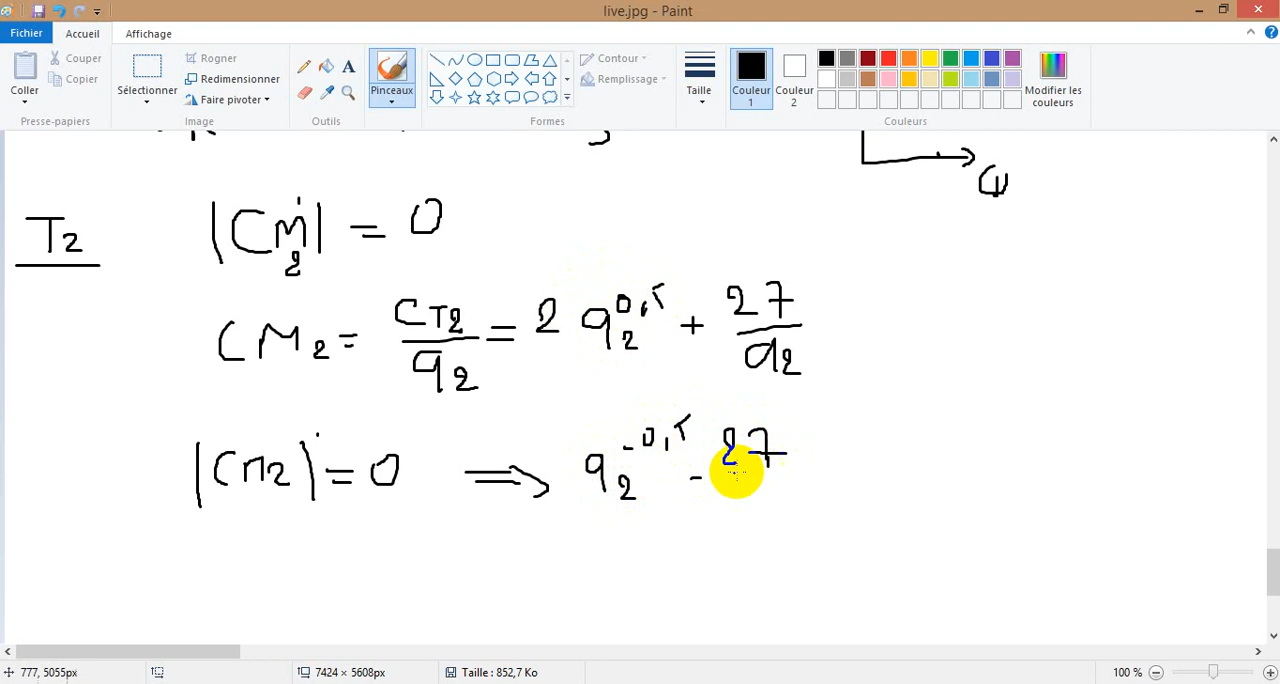 live.jpg - Paint
Fichier Accueil Affichage
Coller
Couper
Copier
Presse-papiers
Sélectionner
Rogner
Redimensionner
Faire pivoter
Image
A
Outils
Pinceaux
Contour
Remplissage
Formes
Taille
Couleur 1
Couleur 2
Modifier les couleurs
Couleurs
T2 |CM2|' = 0
CM2 = CT2/q2 = 2 q2^0,5 + 27/q2
|CM2|' = 0 ⟹ q2^-0,5 - 27
777, 5055px 7424 × 5608px Taille : 852,7 Ko 100 %